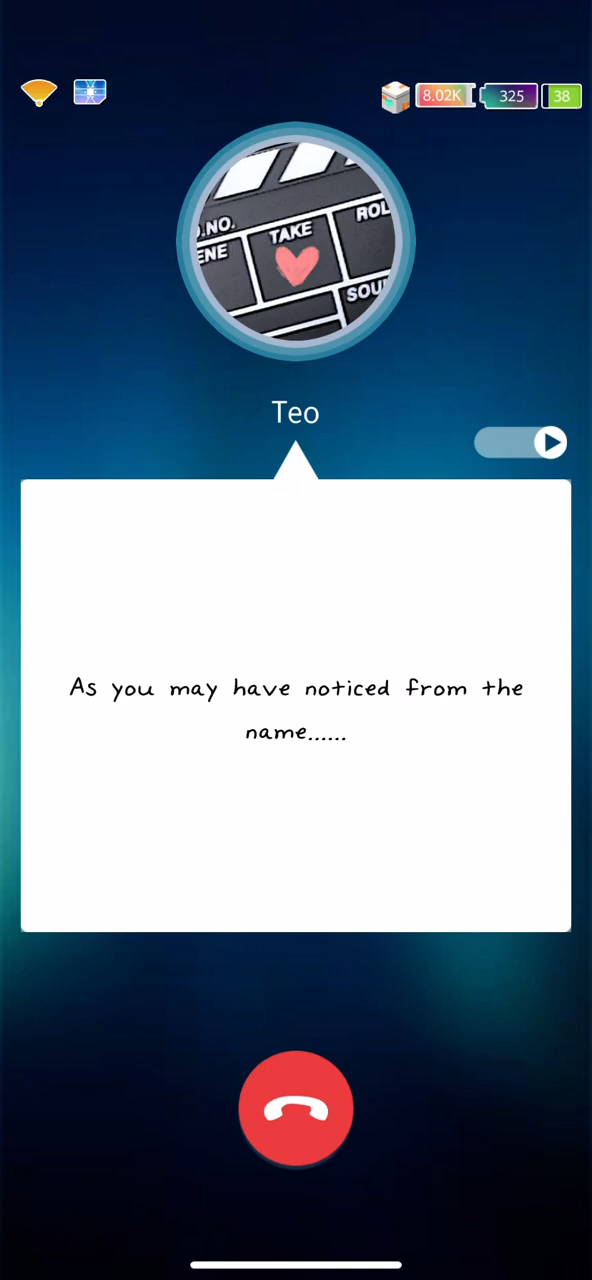 8.02K 325 38
O.NO.
ENE TAKE ROL
SOU
Teo
As you may have noticed from the
name......